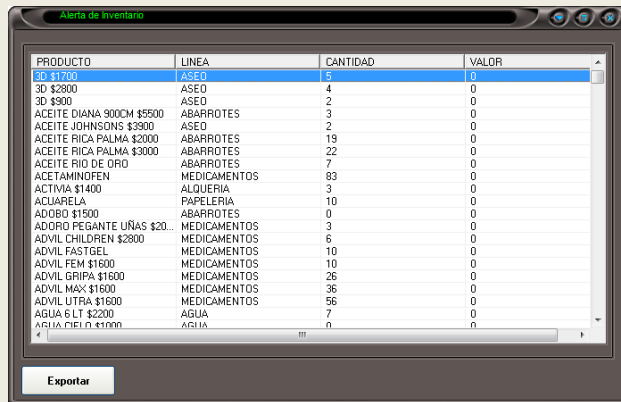 Alerta de Inventario
PRODUCTO LINEA CANTIDAD VALOR
3D $1700 ASEO 5 0
3D $2800 ASEO 4 0
3D $900 ASEO 2 0
ACEITE DIANA 900CM $5500 ABARROTES 3 0
ACEITE JOHNSONS $3900 ASEO 2 0
ACEITE RICA PALMA $2000 ABARROTES 19 0
ACEITE RICA PALMA $3000 ABARROTES 22 0
ACEITE RIO DE ORO ABARROTES 7 0
ACETAMINOFEN MEDICAMENTOS 83 0
ACTIVIA $1400 ALQUERIA 3 0
ACUARELA PAPELERIA 10 0
ADOBO $1500 ABARROTES 0 0
ADORO PEGANTE UÑAS $20... MEDICAMENTOS 3 0
ADVIL CHILDREN $2800 MEDICAMENTOS 6 0
ADVIL FASTGEL MEDICAMENTOS 10 0
ADVIL FEM $1600 MEDICAMENTOS 10 0
ADVIL GRIPA $1600 MEDICAMENTOS 26 0
ADVIL MAX $1600 MEDICAMENTOS 36 0
ADVIL UTRA $1600 MEDICAMENTOS 56 0
AGUA 6 LT $2200 AGUA 7 0
AGUA CIELO $1000 AGUA 0 0
Exportar